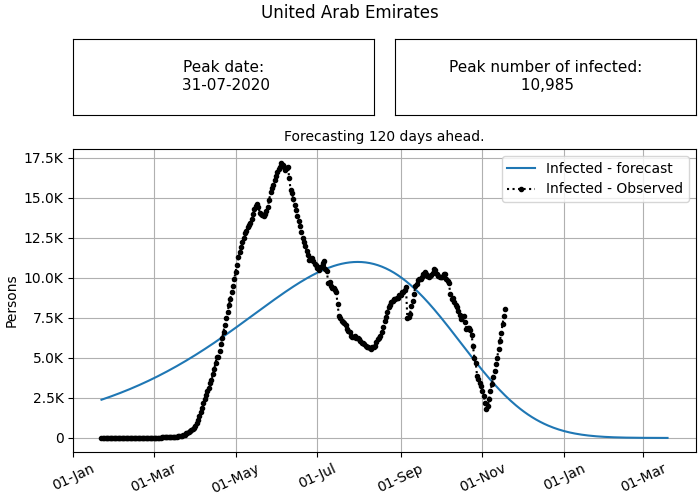 United Arab Emirates
Peak date:
31-07-2020
Peak number of infected:
10,985
Forecasting 120 days ahead.
17.5K
15.0K
12.5K
10.0K
7.5K
5.0K
2.5K
0
Persons
Infected - forecast
Infected - Observed
01-Jan
01-Mar
01-May
01-Jul
01-Sep
01-Nov
01-Jan
01-Mar